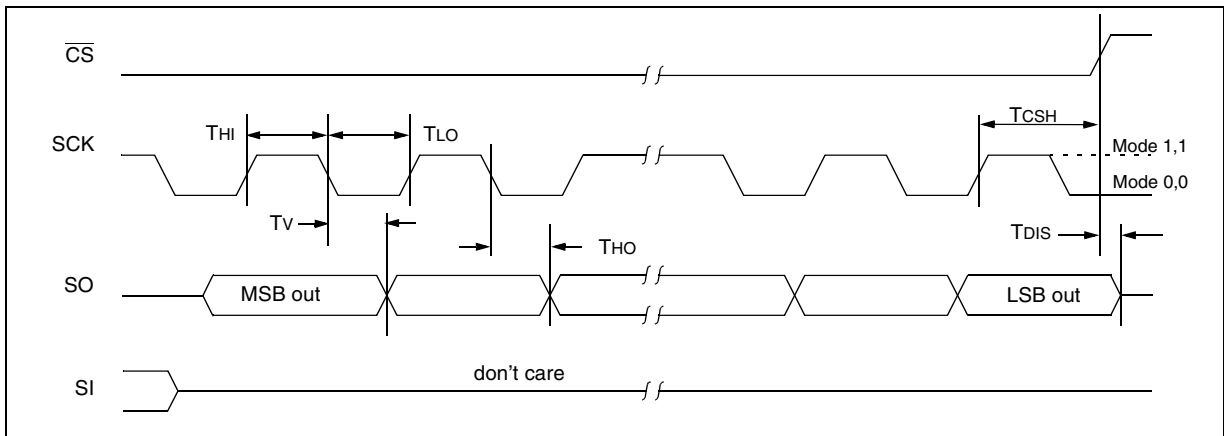 CS
TCSH
THI
TLO
SCK
Mode 1,1
Mode 0,0
TV
THO
TDIS
SO
MSB out
LSB out
don't care
SI